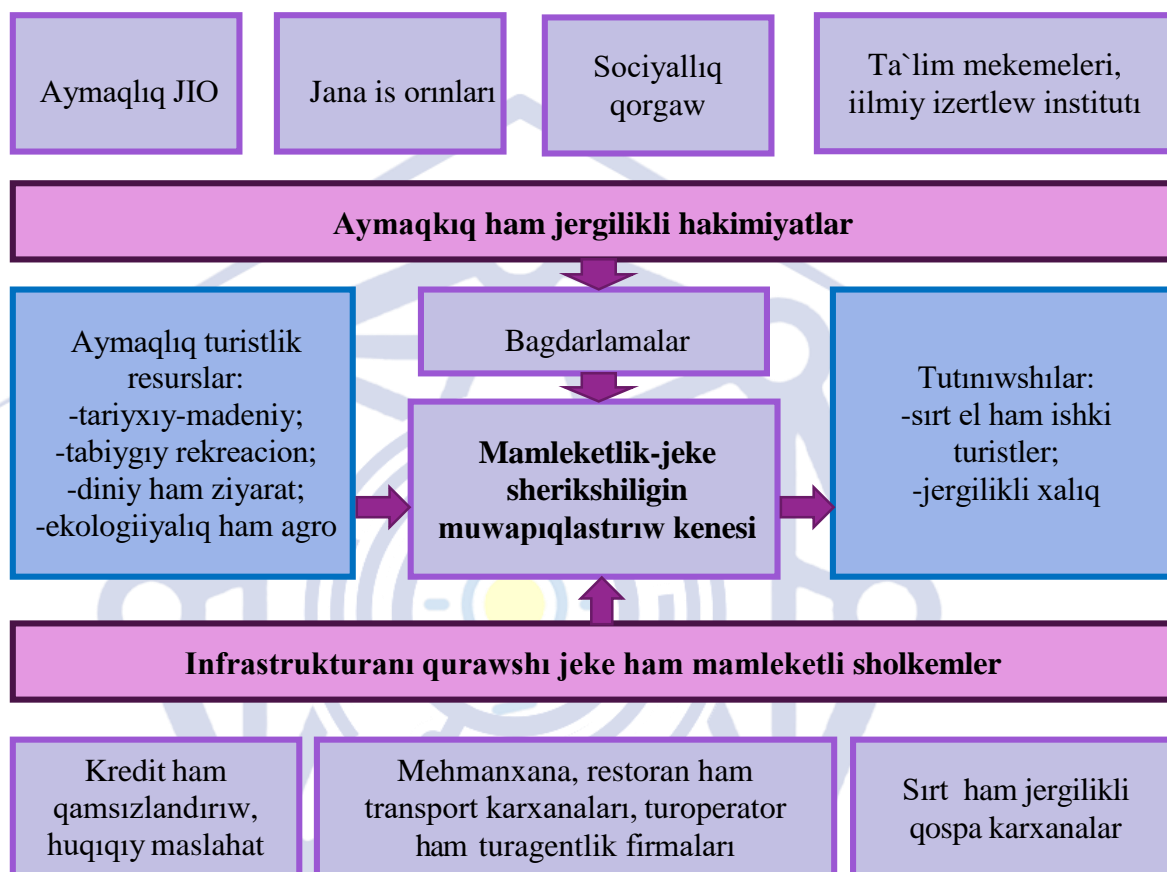 Aymaqlıq JIO
Jana is orınları
Sociyallıq
qorgaw
Ta`lim mekemeleri,
iilmiy izertlew institutı
Aymaqkıq ham jergilikli hakimiyatlar
Aymaqlıq turistlik
resurslar:
-tariyxıy-madeniy;
-tabiygıy rekreacion;
-diniy ham ziyarat;
-ekologiiyalıq ham agro
Bagdarlamalar
Mamleketlik-jeke
sherikshiligin
muwapıqlastırıw kenesi
Tutınıwshılar:
-sırt el ham ishki
turistler;
-jergilikli xalıq
Infrastrukturanı qurawshı jeke ham mamleketli sholkemler
Kredit ham
qamsızlandırıw,
huqıqıy maslahat
Mehmanxana, restoran ham
transport karxanaları, turoperator
ham turagentlik firmaları
Sırt ham jergilikli
qospa karxanalar